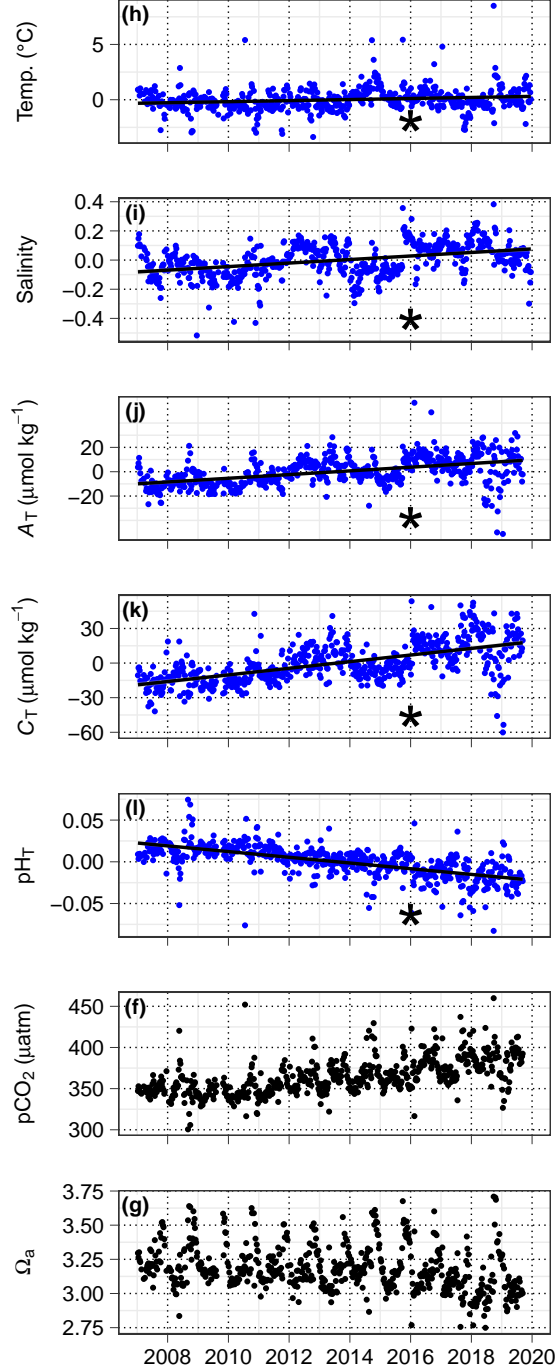 (h)
Temp. (°C)
5
0
(i)
Salinity
0.4
0.2
0.0
−0.2
−0.4
*
(j)
A_T (μmol kg⁻¹)
20
0
−20
*
(k)
C_T (μmol kg⁻¹)
30
0
−30
−60
*
(l)
pH_T
0.05
0.00
−0.05
*
(f)
pCO₂ (μatm)
450
400
350
300
(g)
Ωₐ
3.75
3.50
3.25
3.00
2.75
2008 2010 2012 2014 2016 2018 2020